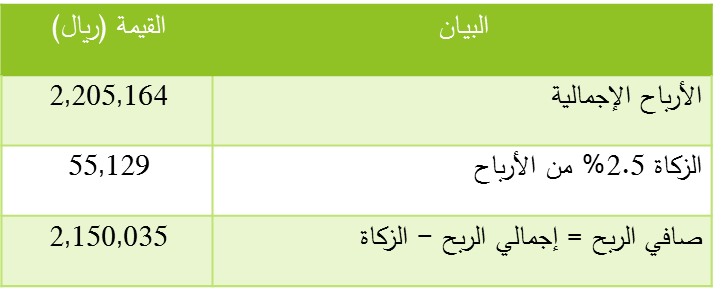 البيان القيمة (ريال)
الأرباح الإجمالية 2,205,164
الزكاة 2.5% من الأرباح 55,129
صافي الربح = إجمالي الربح – الزكاة 2,150,035